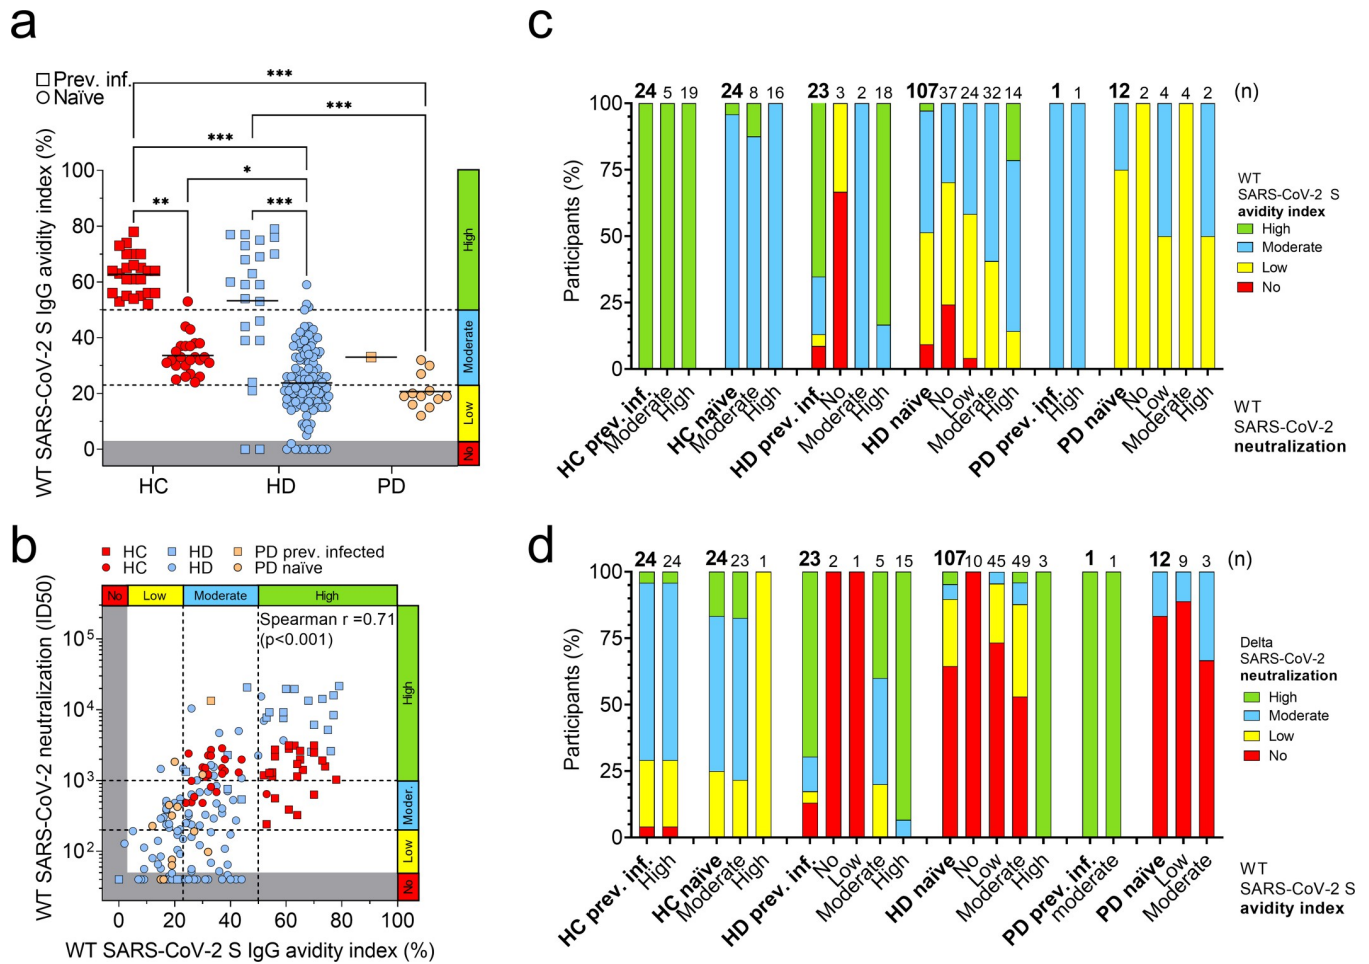 a
Prev. inf.
Naïve
WT SARS-CoV-2 S IgG avidity index (%)
***
***
***
*
**
***
100
80
60
40
20
0
High
Moderate
Low
No
HC
HD
PD
b
HC
HD
PD prev. infected
HC
HD
PD naïve
No
Low
Moderate
High
Spearman r =0.71
(p<0.001)
WT SARS-CoV-2 neutralization (ID50)
10⁵
10⁴
10³
10²
High
Moder.
Low
No
0
20
40
60
80
100
WT SARS-CoV-2 S IgG avidity index (%)
c
24 5 19 24 8 16 23 3 2 18 107 37 24 32 14 1 1 12 2 4 4 2 (n)
Participants (%)
100
75
50
25
0
WT
SARS-CoV-2 S
avidity index
High
Moderate
Low
No
HC prev. inf.
Moderate
High
HC naïve
Moderate
High
HD prev. inf.
No
Moderate
High
HD naïve
No
Low
Moderate
High
PD prev. inf.
High
PD naïve
No
Low
Moderate
High
WT
SARS-CoV-2
neutralization
d
24 24 24 23 1 23 2 1 5 15 107 10 45 49 3 1 1 12 9 3 (n)
Participants (%)
100
75
50
25
0
Delta
SARS-CoV-2
neutralization
High
Moderate
Low
No
HC prev. inf.
High
HC naïve
Moderate
High
HD prev. inf.
No
Low
Moderate
High
HD naïve
No
Low
Moderate
High
PD prev. inf.
moderate
PD naïve
Low
Moderate
WT
SARS-CoV-2 S
avidity index